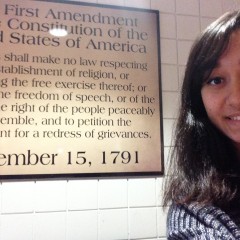 First Amendment
Constitution of the
States of America
shall make no law respecting
establishment of religion, or
the free exercise thereof; or
the freedom of speech, or of the
the right of the people peaceably
emble, and to petition the
ent for a redress of grievances.
ember 15, 1791